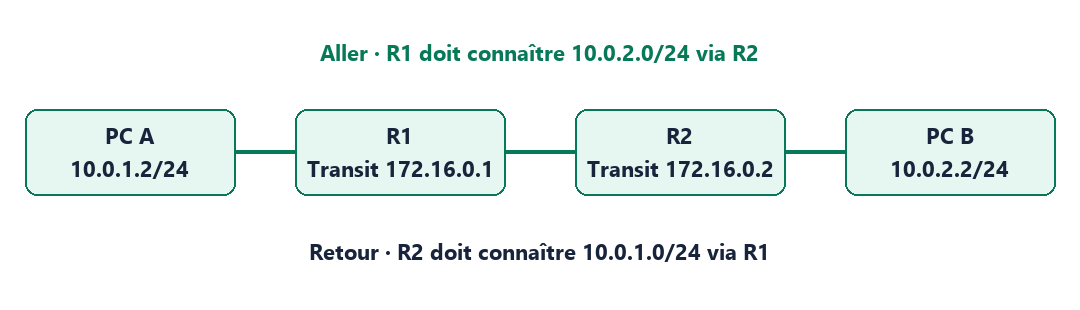 Aller · R1 doit connaître 10.0.2.0/24 via R2
PC A
10.0.1.2/24
R1
Transit 172.16.0.1
R2
Transit 172.16.0.2
PC B
10.0.2.2/24
Retour · R2 doit connaître 10.0.1.0/24 via R1